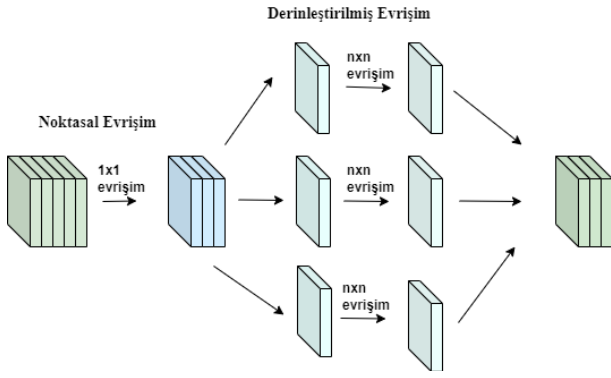 Derinleştirilmiş Evrişim
nxn
evrişim
Noktasal Evrişim
1x1
evrişim
nxn
evrişim
nxn
evrişim